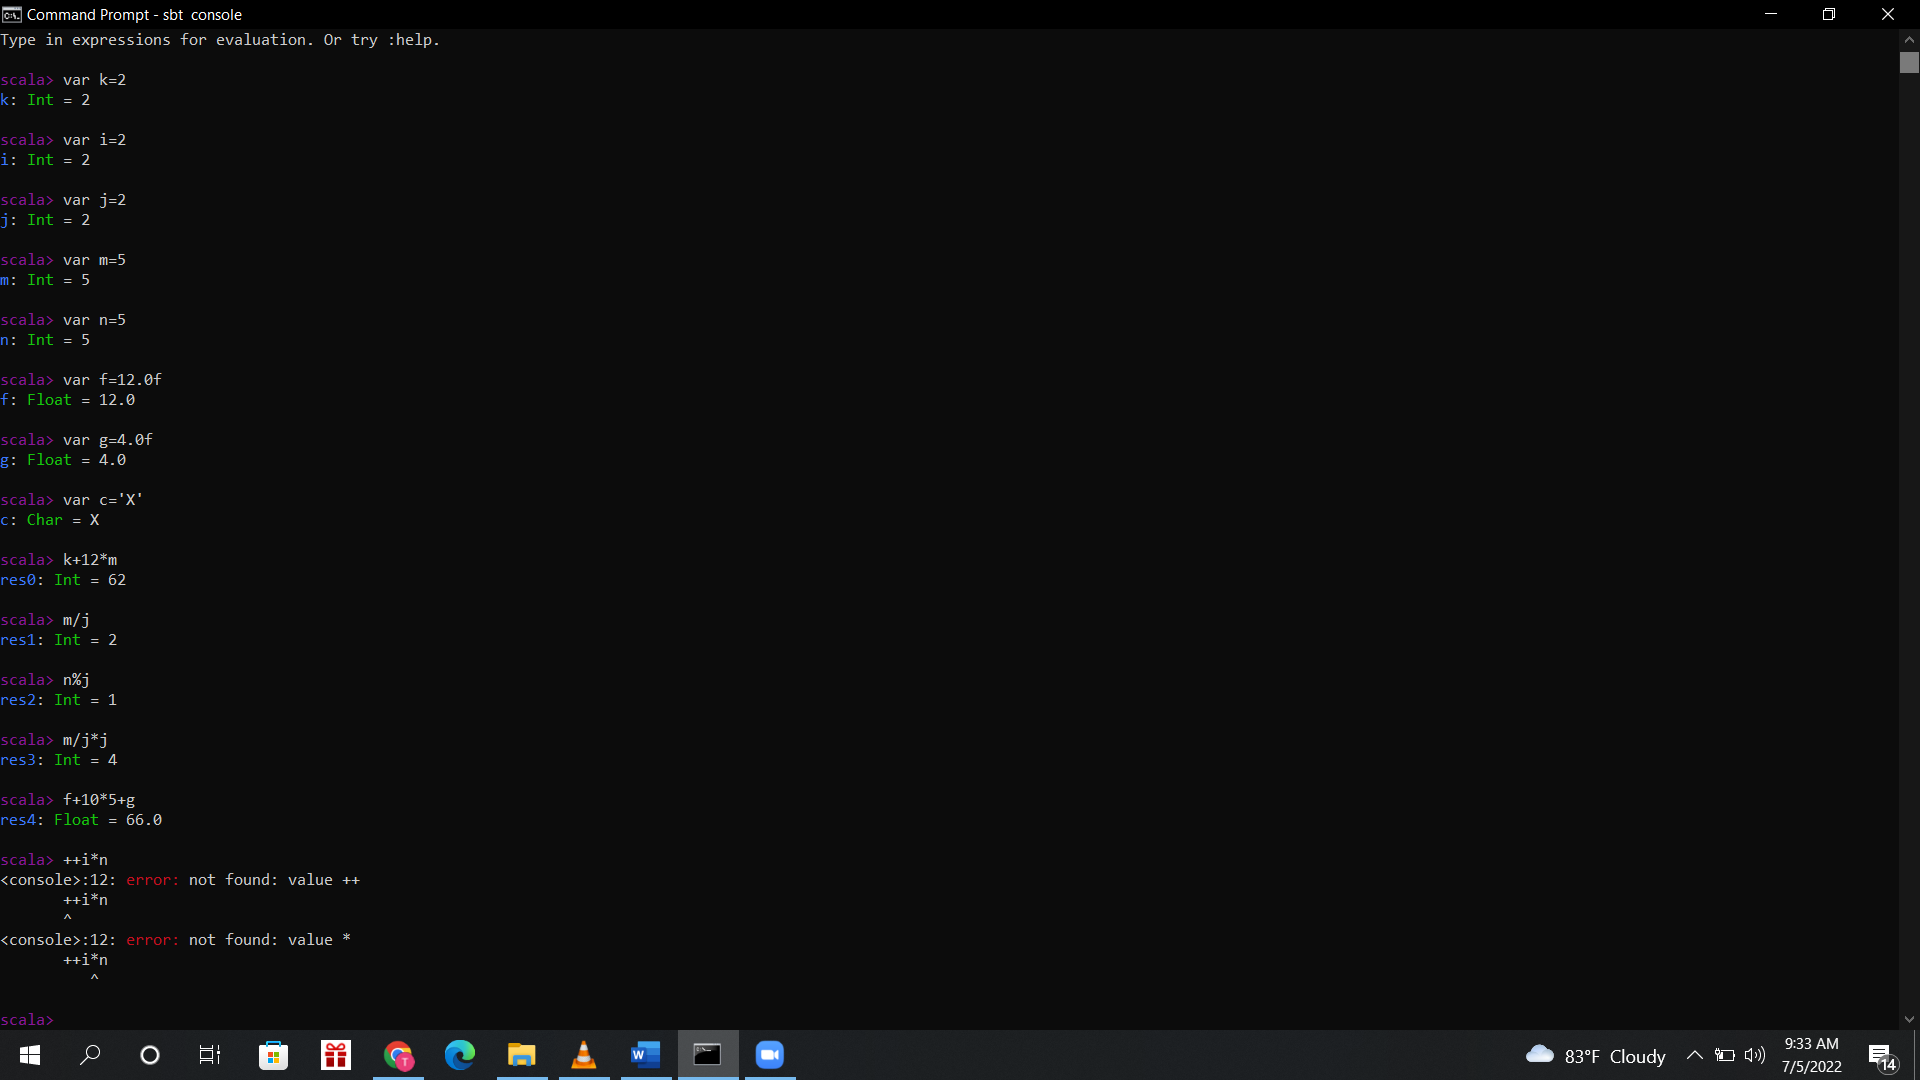 Command Prompt - sbt  console
Type in expressions for evaluation. Or try :help.
scala> var k=2
k: Int = 2
scala> var i=2
i: Int = 2
scala> var j=2
j: Int = 2
scala> var m=5
m: Int = 5
scala> var n=5
n: Int = 5
scala> var f=12.0f
f: Float = 12.0
scala> var g=4.0f
g: Float = 4.0
scala> var c='X'
c: Char = X
scala> k+12*m
res0: Int = 62
scala> m/j
res1: Int = 2
scala> n%j
res2: Int = 1
scala> m/j*j
res3: Int = 4
scala> f+10*5+g
res4: Float = 66.0
scala> ++i*n
<console>:12: error: not found: value ++
       ++i*n
       ^
<console>:12: error: not found: value *
       ++i*n
          ^
scala>
83°F Cloudy
9:33 AM
7/5/2022
14